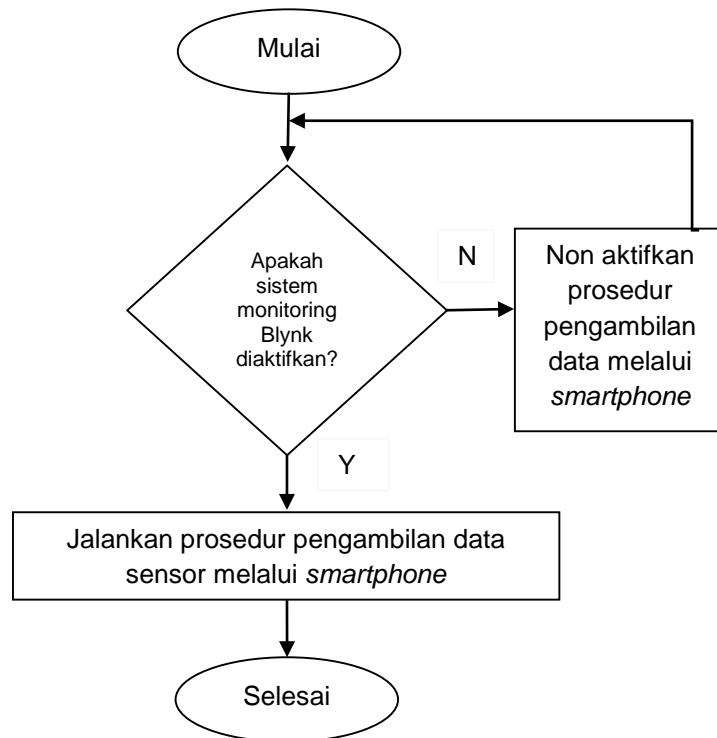 Mulai
Apakah
sistem
monitoring
Blynk
diaktifkan?
N
Non aktifkan
prosedur
pengambilan
data melalui
smartphone
Y
Jalankan prosedur pengambilan data
sensor melalui smartphone
Selesai